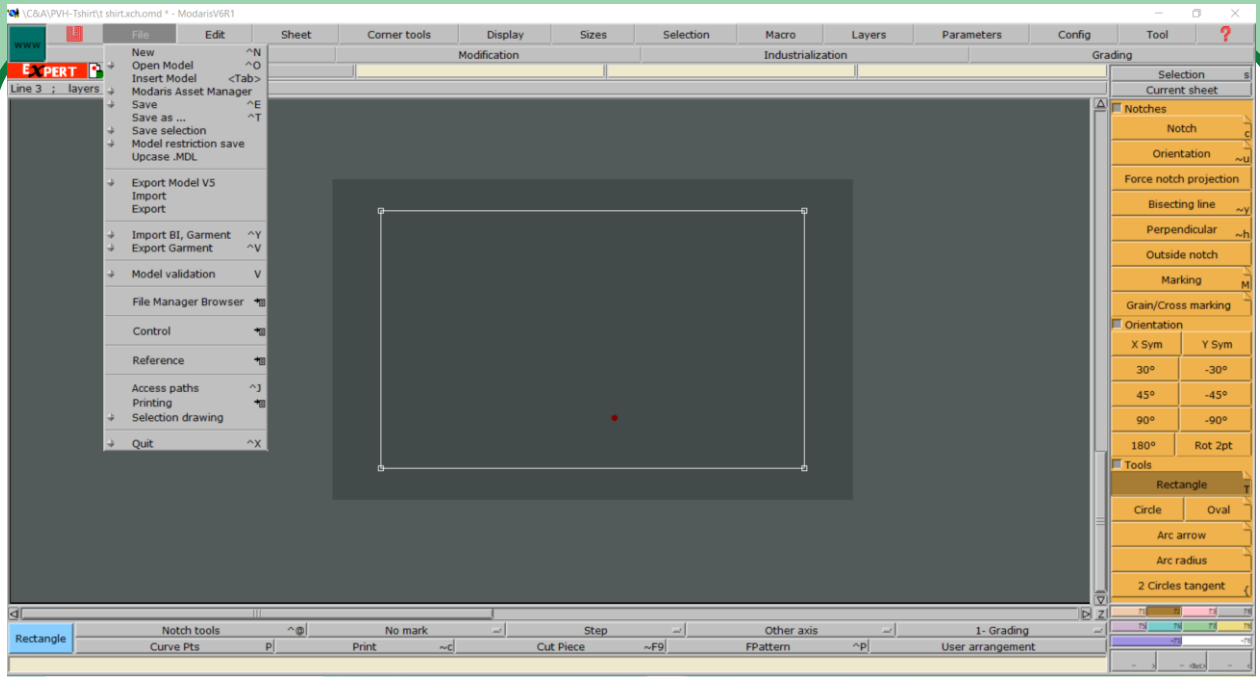 \C&A\PVH-Tshirt\t shirt.xch.omd * - ModarisV6R1
www File Edit Sheet Corner tools Display Sizes Selection Macro Layers Parameters Config Tool ?
Modification Industrialization Grading
EXPERT
Line 3 ; layers
New ^N
Open Model ^O
Insert Model <Tab>
Modaris Asset Manager
Save ^E
Save as ... ^T
Save selection
Model restriction save
Upcase .MDL
Export Model V5
Import
Export
Import BI, Garment ^Y
Export Garment ^V
Model validation V
File Manager Browser
Control
Reference
Access paths ^J
Printing
Selection drawing
Quit ^X
Selection s
Current sheet
Notches
Notch c
Orientation ~u
Force notch projection
Bisecting line ~y
Perpendicular ~h
Outside notch
Marking M
Grain/Cross marking
Orientation
X Sym Y Sym
30° -30°
45° -45°
90° -90°
180° Rot 2pt
Tools
Rectangle T
Circle Oval
Arc arrow
Arc radius
2 Circles tangent {
Z
Rectangle
Notch tools ^@ No mark Step Other axis 1- Grading
Curve Pts P Print ~c Cut Piece ~F9 FPattern ^P User arrangement